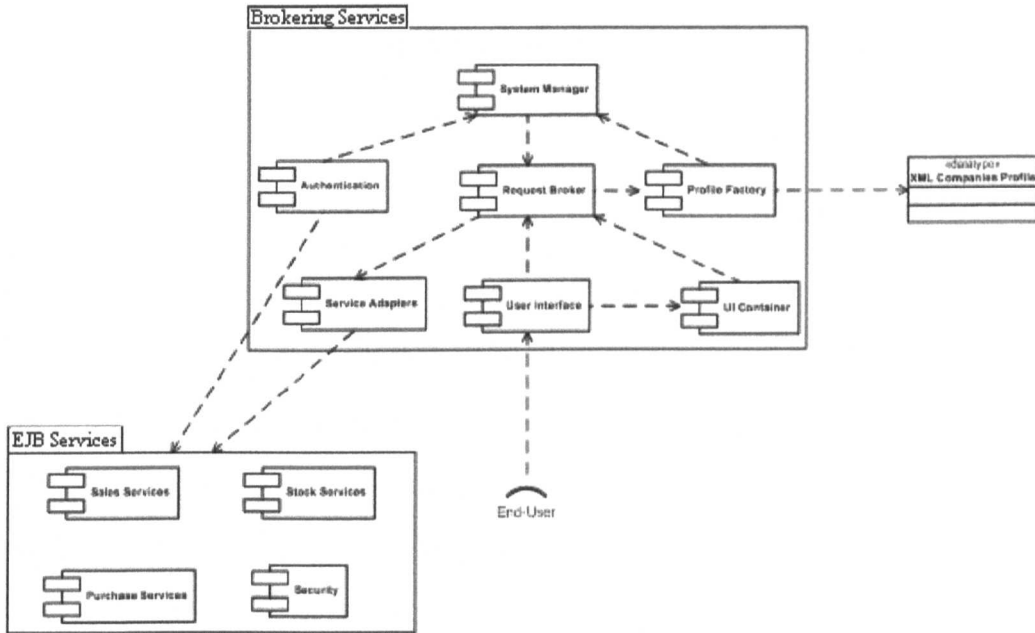 Brokering Services
System Manager
Authentication
Request Broker
Profile Factory
«datatype»
XML Companies Profile
Service Adapters
User Interface
UI Container
EJB Services
Sales Services
Stock Services
End-User
Purchase Services
Security